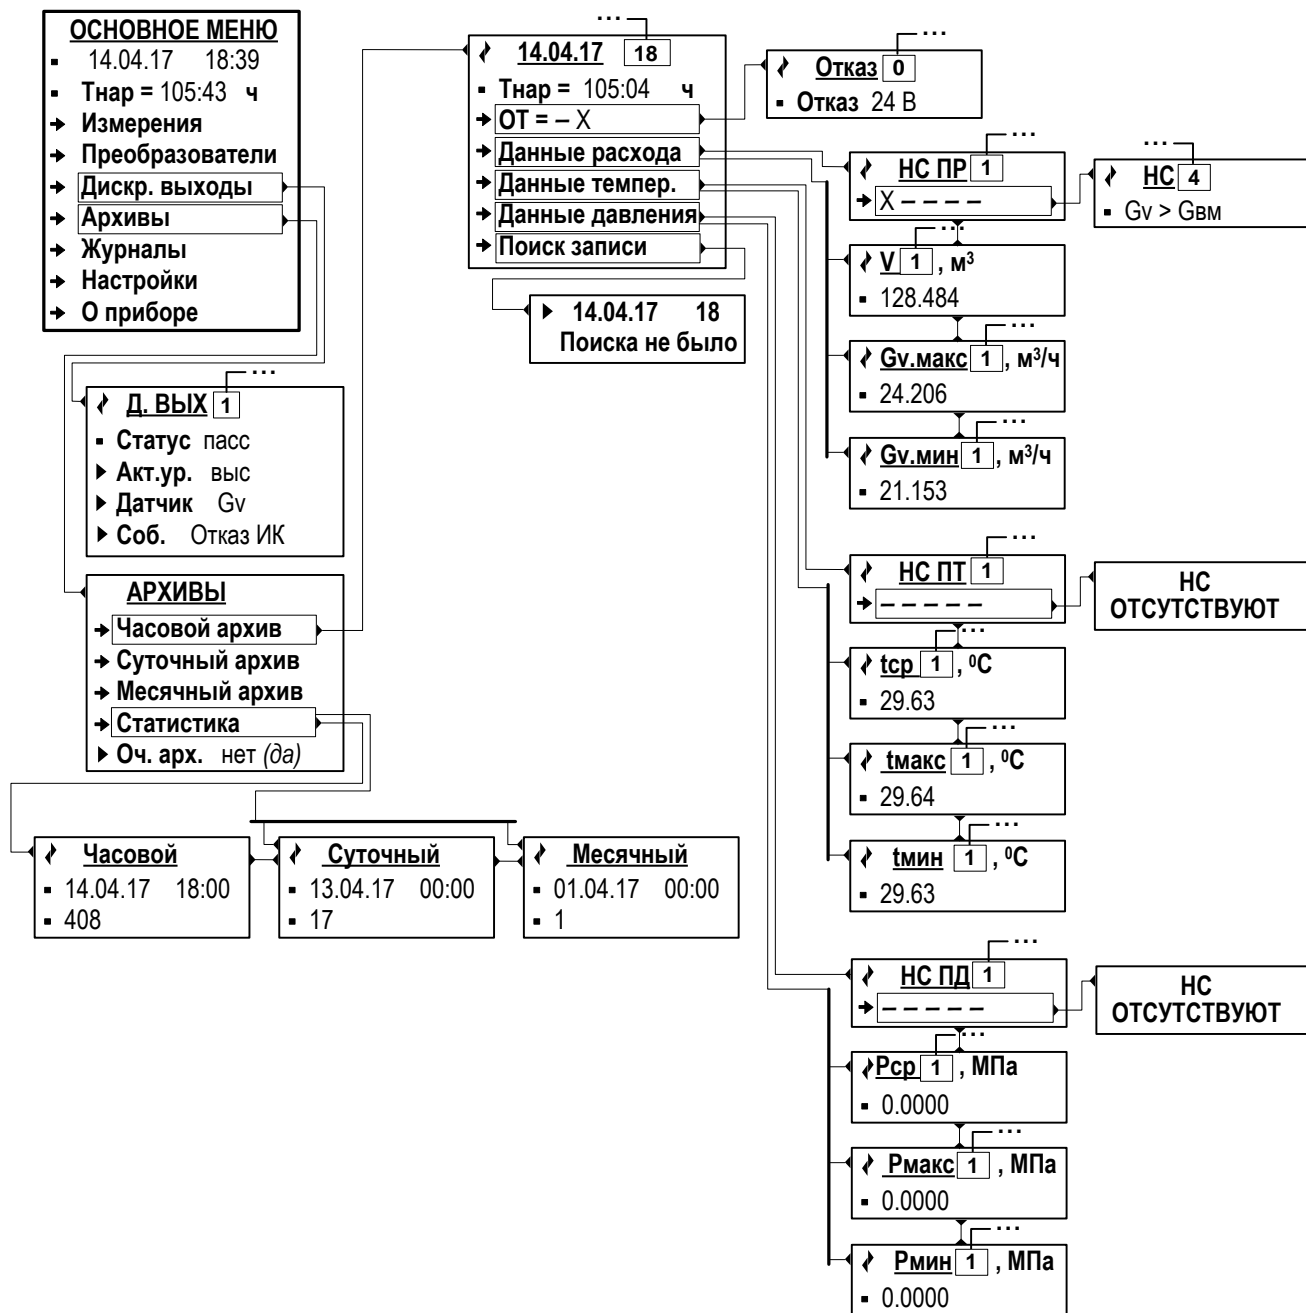 ОСНОВНОЕ МЕНЮ
14.04.17 18:39
Тнар = 105:43 ч
Измерения
Преобразователи
Дискр. выходы
Архивы
Журналы
Настройки
О приборе
...
14.04.17 18
Тнар = 105:04 ч
ОТ = – X
Данные расхода
Данные темпер.
Данные давления
Поиск записи
14.04.17 18
Поиска не было
...
Отказ 0
Отказ 24 В
...
НС ПР 1
X – – – –
...
НС 4
Gv > Gвм
...
V 1 , м³
128.484
...
Gv.макс 1 , м³/ч
24.206
...
Gv.мин 1 , м³/ч
21.153
...
Д. ВЫХ 1
Статус пасс
Акт.ур. выс
Датчик Gv
Соб. Отказ ИК
АРХИВЫ
Часовой архив
Суточный архив
Месячный архив
Статистика
Оч. арх. нет (да)
Часовой
14.04.17 18:00
408
Суточный
13.04.17 00:00
17
Месячный
01.04.17 00:00
1
...
НС ПТ 1
– – – – –
НС
ОТСУТСТВУЮТ
...
tср 1 , ⁰С
29.63
...
tмакс 1 , ⁰С
29.64
...
tмин 1 , ⁰С
29.63
...
НС ПД 1
– – – – –
НС
ОТСУТСТВУЮТ
...
Рср 1 , МПа
0.0000
...
Рмакс 1 , МПа
0.0000
...
Рмин 1 , МПа
0.0000